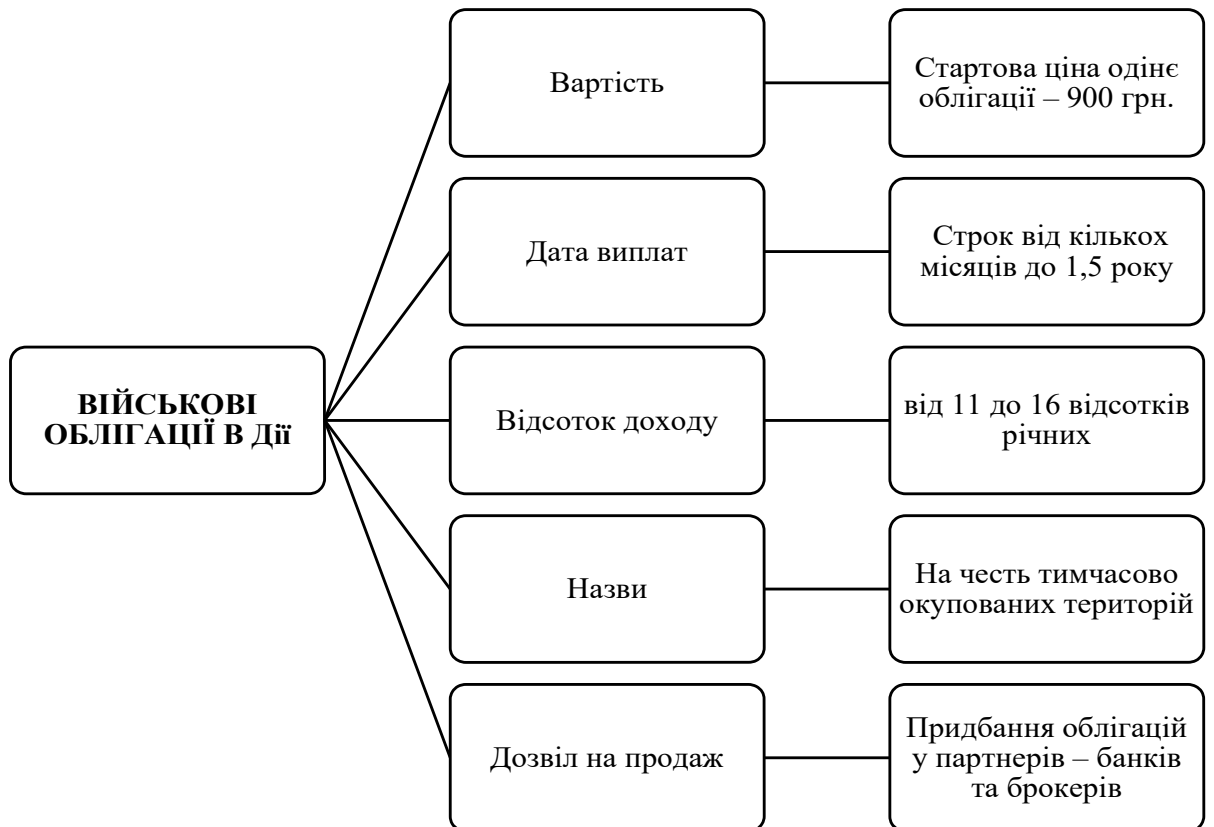 Вартість
Стартова ціна одінє
облігації – 900 грн.
Дата виплат
Строк від кількох
місяців до 1,5 року
ВІЙСЬКОВІ
ОБЛІГАЦІЇ В Дії
Відсоток доходу
від 11 до 16 відсотків
річних
Назви
На честь тимчасово
окупованих територій
Дозвіл на продаж
Придбання облігацій
у партнерів – банків
та брокерів